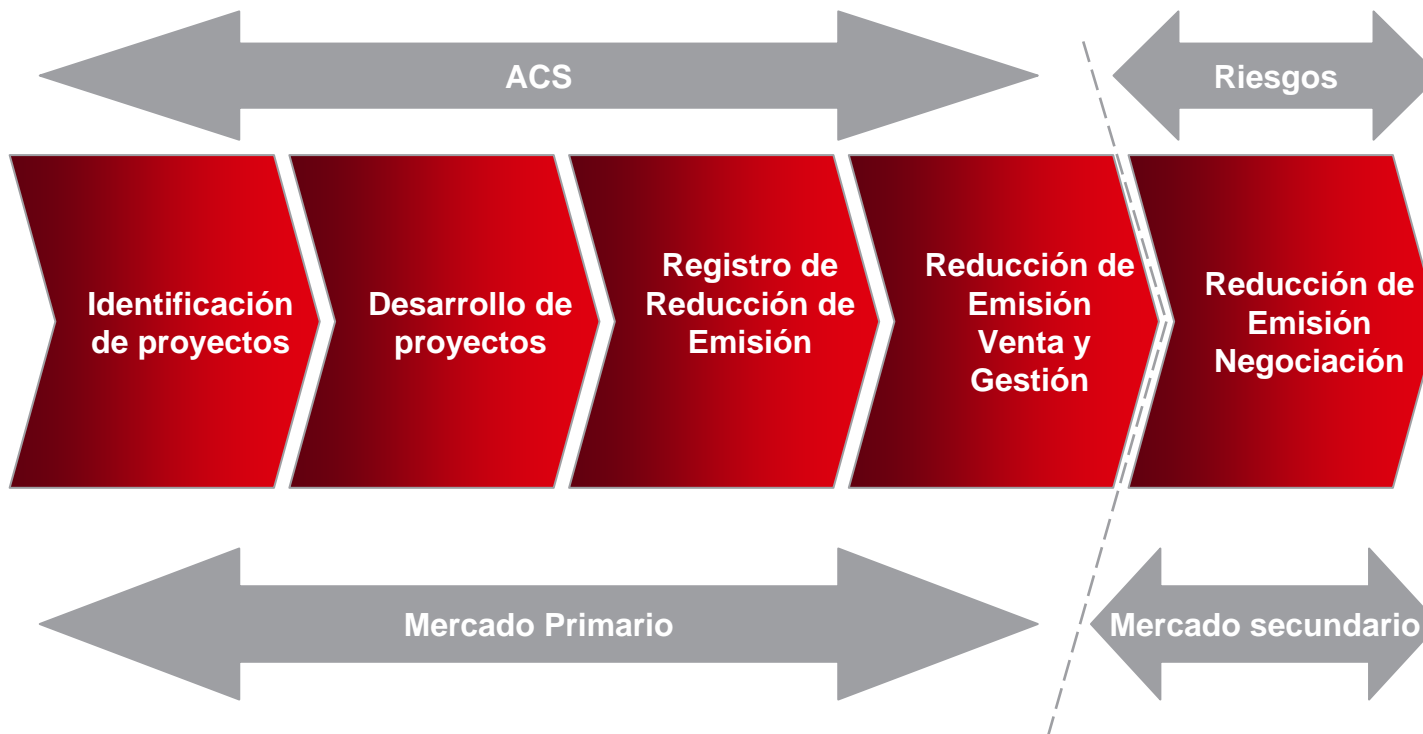 ACS
Riesgos
Identificación
de proyectos
Desarrollo de
proyectos
Registro de
Reducción de
Emisión
Reducción de
Emisión
Venta y
Gestión
Reducción de
Emisión
Negociación
Mercado Primario
Mercado secundario